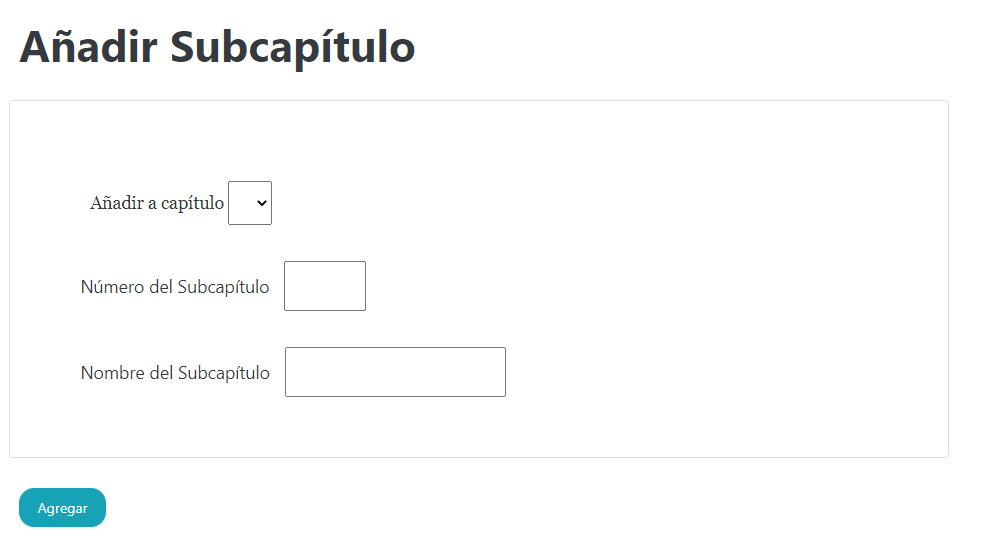 Añadir Subcapítulo
Añadir a capítulo
Número del Subcapítulo
Nombre del Subcapítulo
Agregar